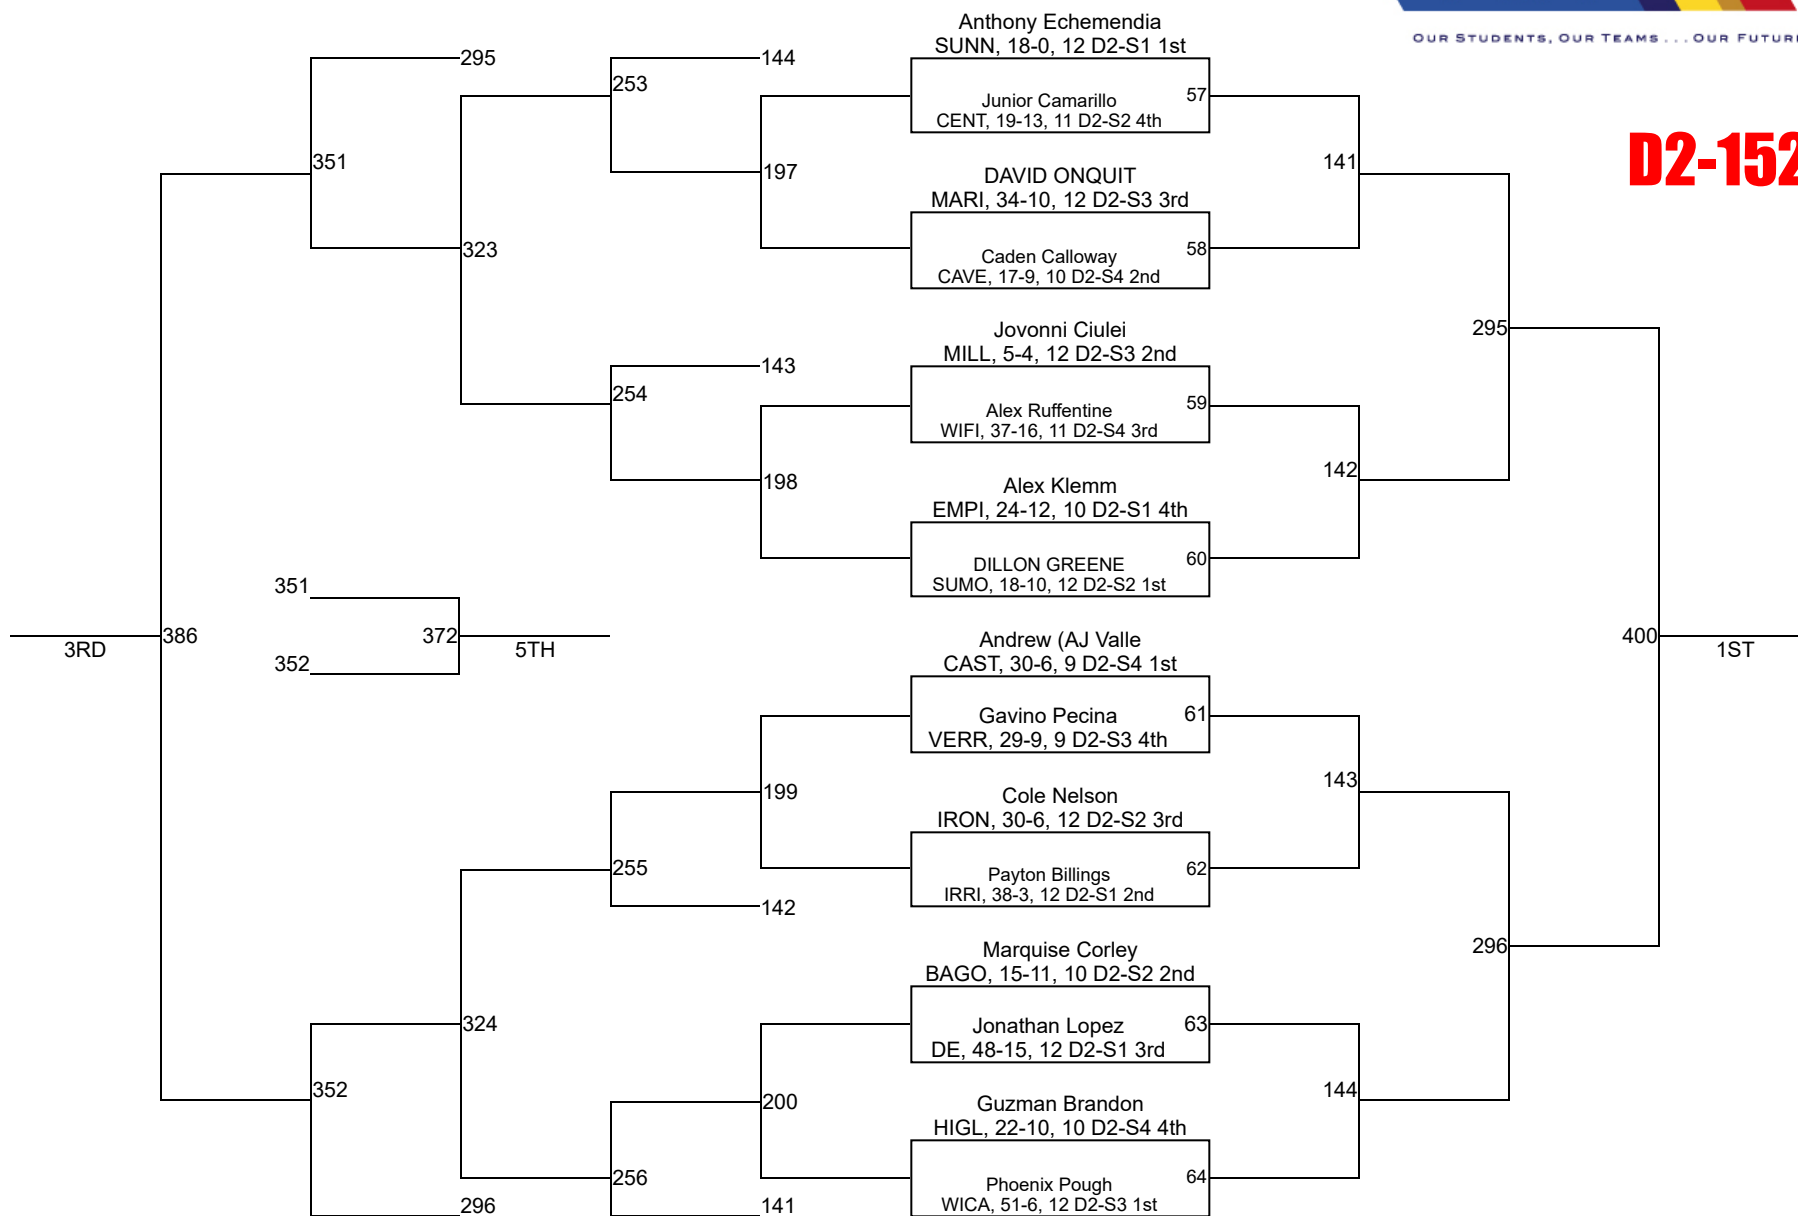 OUR STUDENTS, OUR TEAMS...OUR FUTURE
D2-152
Anthony Echemendia
SUNN, 18-0, 12 D2-S1 1st
Junior Camarillo
CENT, 19-13, 11 D2-S2 4th
57
DAVID ONQUIT
MARI, 34-10, 12 D2-S3 3rd
Caden Calloway
CAVE, 17-9, 10 D2-S4 2nd
58
Jovonni Ciulei
MILL, 5-4, 12 D2-S3 2nd
Alex Ruffentine
WIFI, 37-16, 11 D2-S4 3rd
59
Alex Klemm
EMPI, 24-12, 10 D2-S1 4th
DILLON GREENE
SUMO, 18-10, 12 D2-S2 1st
60
Andrew (AJ Valle
CAST, 30-6, 9 D2-S4 1st
Gavino Pecina
VERR, 29-9, 9 D2-S3 4th
61
Cole Nelson
IRON, 30-6, 12 D2-S2 3rd
Payton Billings
IRRI, 38-3, 12 D2-S1 2nd
62
Marquise Corley
BAGO, 15-11, 10 D2-S2 2nd
Jonathan Lopez
DE, 48-15, 12 D2-S1 3rd
63
Guzman Brandon
HIGL, 22-10, 10 D2-S4 4th
Phoenix Pough
WICA, 51-6, 12 D2-S3 1st
64
141
142
143
144
295
296
400
1ST
144
197
143
198
199
142
200
141
253
254
255
256
295
323
324
296
351
352
386
3RD
351
352
372
5TH